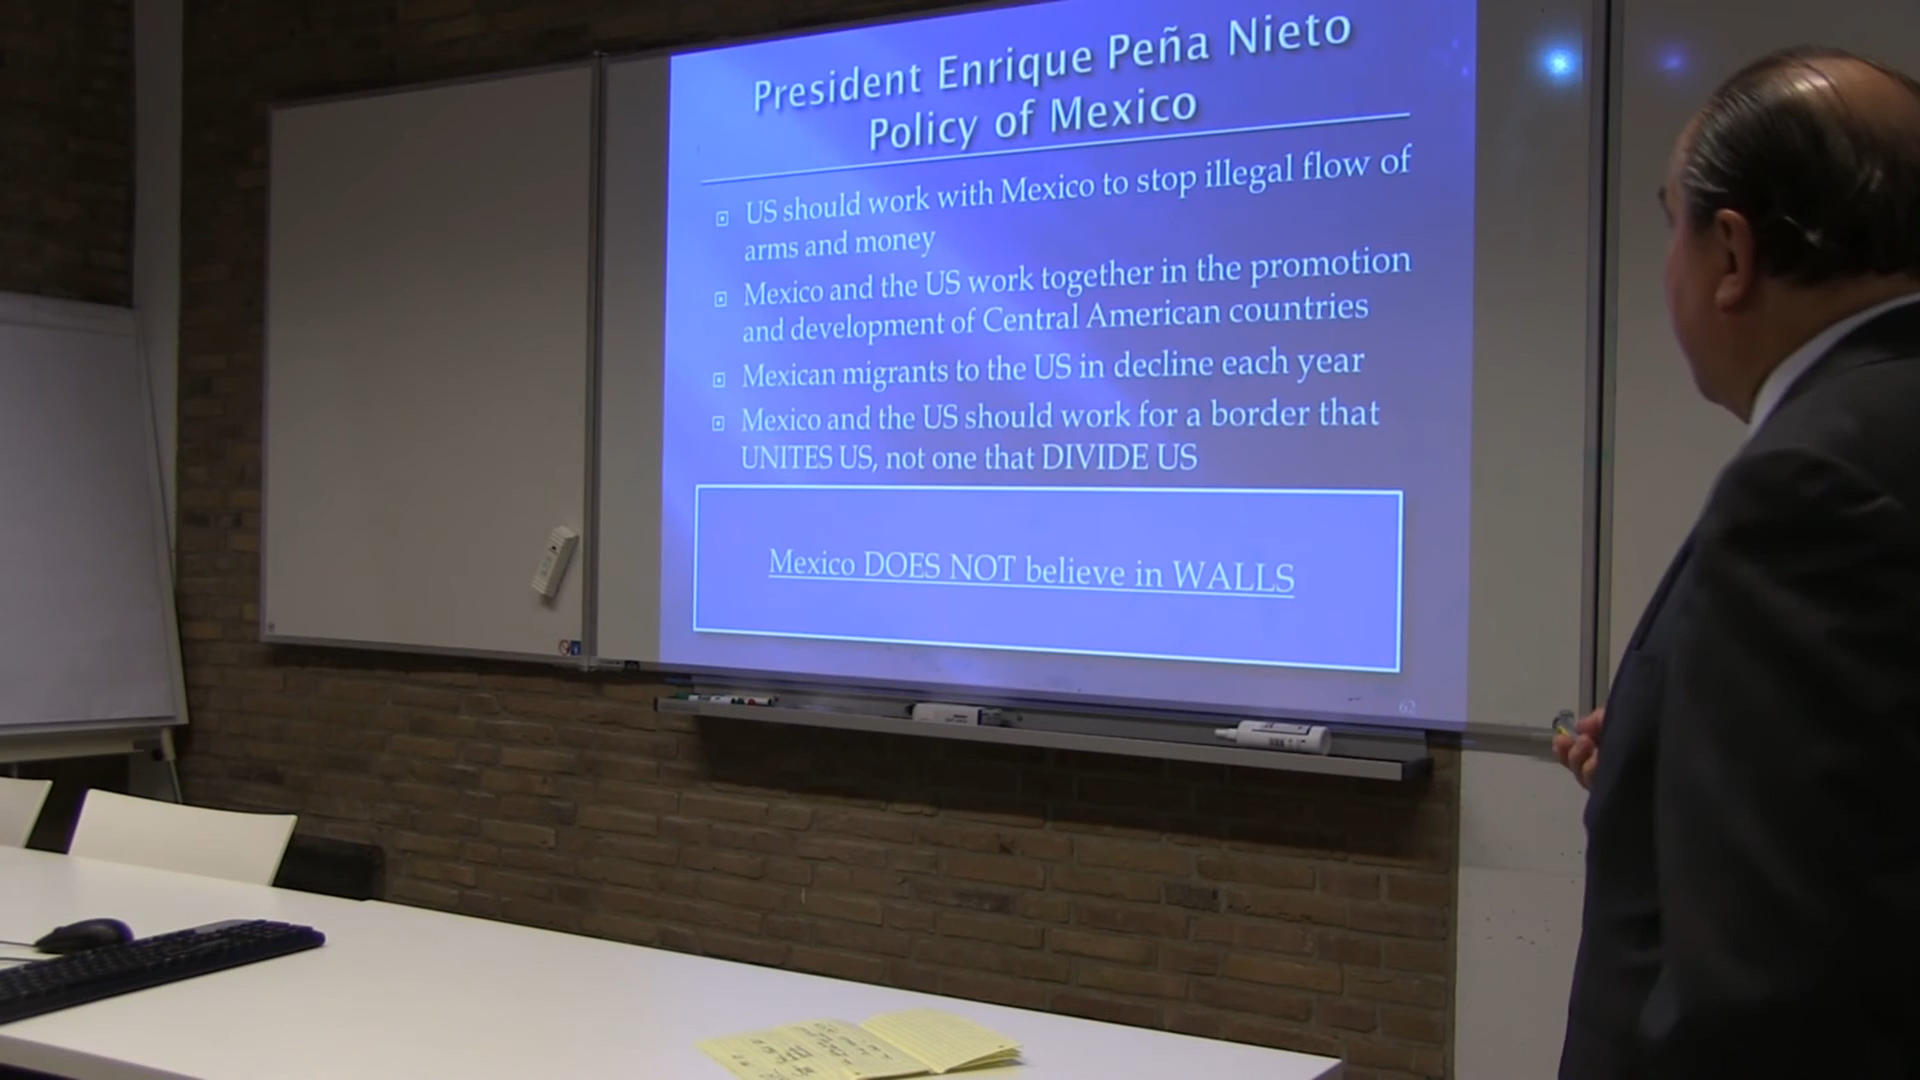 President Enrique Peña Nieto
Policy of Mexico
US should work with Mexico to stop illegal flow of
arms and money
Mexico and the US work together in the promotion
and development of Central American countries
Mexican migrants to the US in decline each year
Mexico and the US should work for a border that
UNITES US, not one that DIVIDE US
Mexico DOES NOT believe in WALLS
62